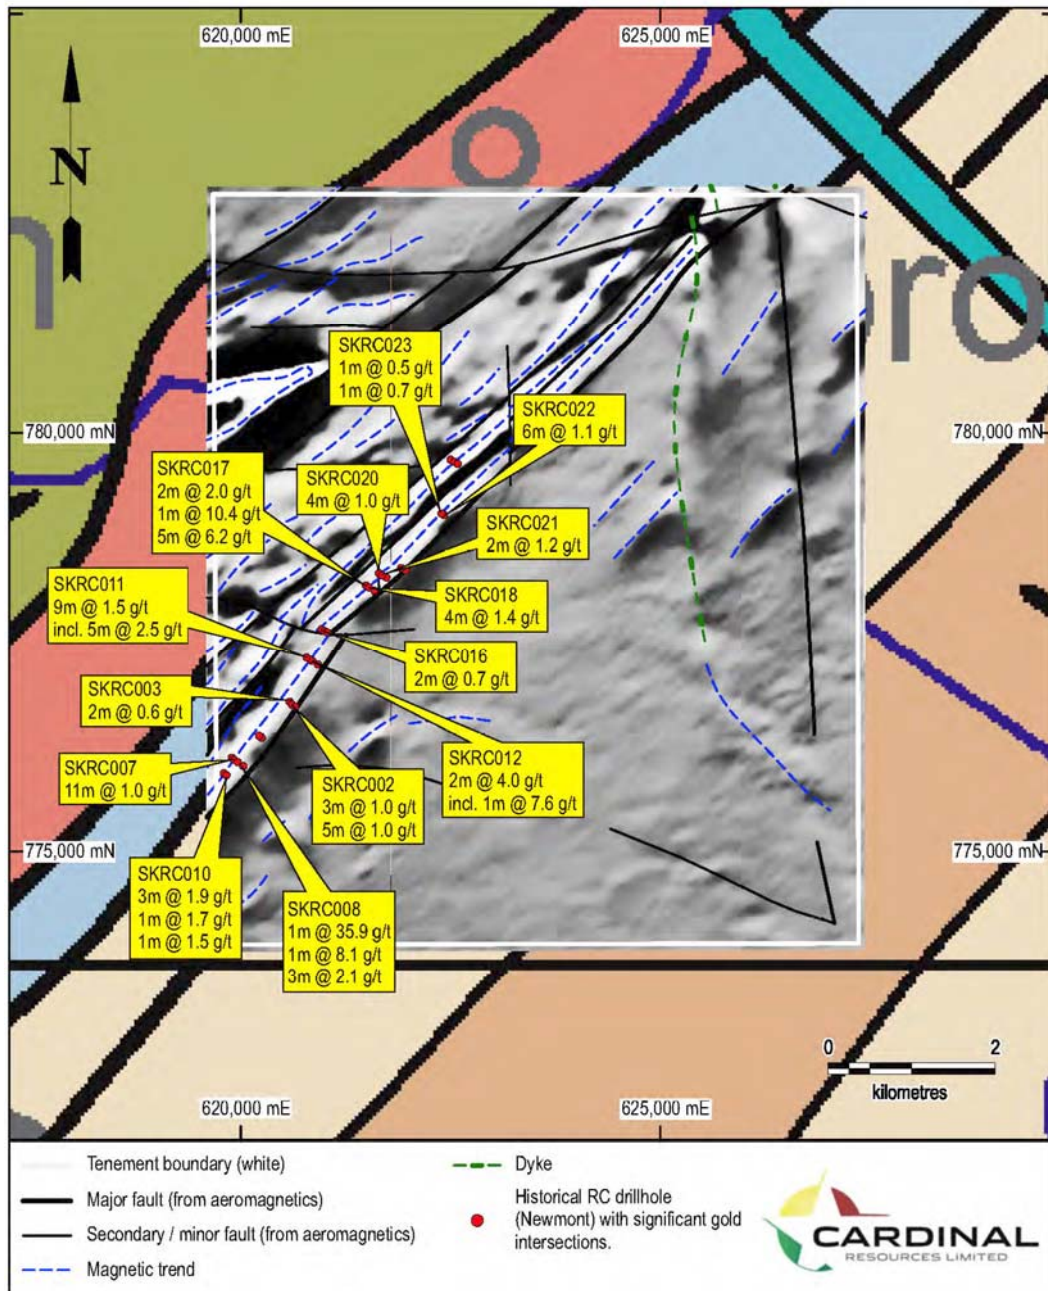 620,000 mE
625,000 mE
N
o
n
oro
SKRC023
1m @ 0.5 g/t
1m @ 0.7 g/t
780,000 mN
780,000 mN
SKRC022
6m @ 1.1 g/t
SKRC017
2m @ 2.0 g/t
1m @ 10.4 g/t
5m @ 6.2 g/t
SKRC020
4m @ 1.0 g/t
SKRC021
2m @ 1.2 g/t
SKRC011
9m @ 1.5 g/t
incl. 5m @ 2.5 g/t
SKRC018
4m @ 1.4 g/t
SKRC016
2m @ 0.7 g/t
SKRC003
2m @ 0.6 g/t
SKRC012
2m @ 4.0 g/t
incl. 1m @ 7.6 g/t
SKRC007
11m @ 1.0 g/t
SKRC002
3m @ 1.0 g/t
5m @ 1.0 g/t
775,000 mN
775,000 mN
SKRC010
3m @ 1.9 g/t
1m @ 1.7 g/t
1m @ 1.5 g/t
SKRC008
1m @ 35.9 g/t
1m @ 8.1 g/t
3m @ 2.1 g/t
0 2
kilometres
620,000 mE
625,000 mE
Tenement boundary (white)
Major fault (from aeromagnetics)
Secondary / minor fault (from aeromagnetics)
Magnetic trend
Dyke
Historical RC drillhole
(Newmont) with significant gold
intersections.
CARDINAL
RESOURCES LIMITED